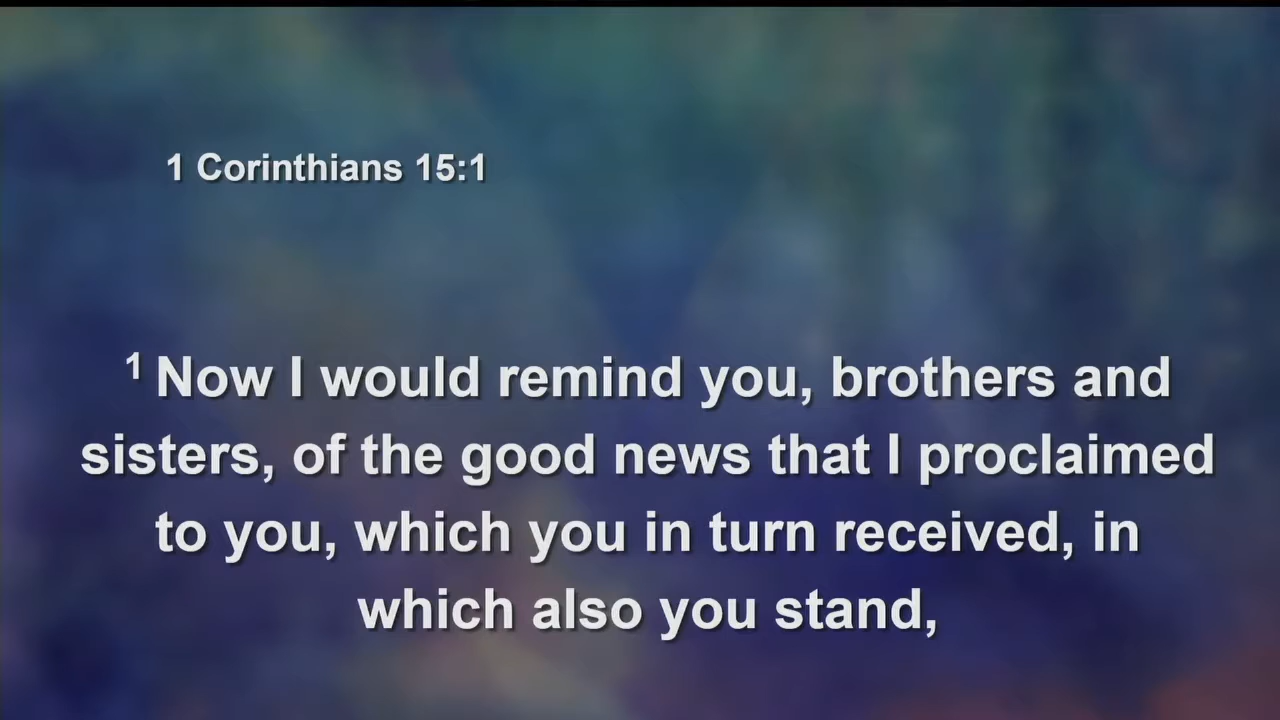 1 Corinthians 15:1
1 Now I would remind you, brothers and
sisters, of the good news that I proclaimed
to you, which you in turn received, in
which also you stand,